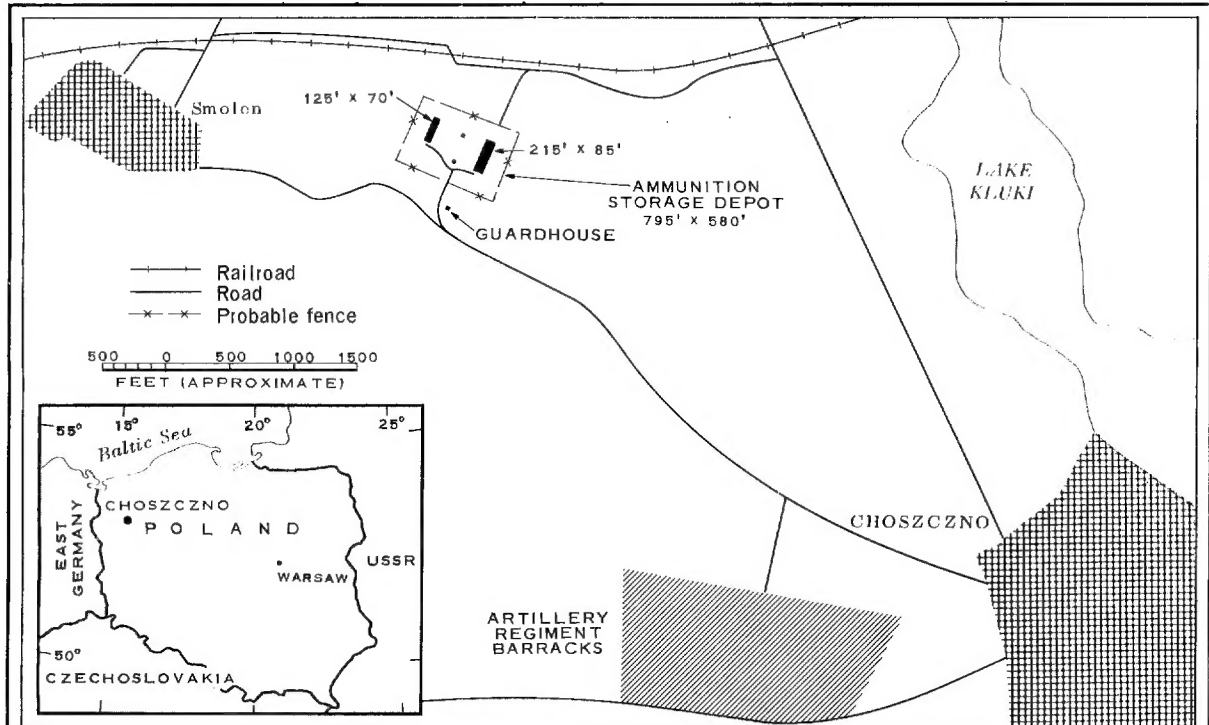 Smolen
125' X 70'
215' X 85'
AMMUNITION
STORAGE DEPOT
795' X 580'
GUARDHOUSE
LAKE
KLUKI
Railroad
Road
Probable fence
500 0 500 1000 1500
FEET (APPROXIMATE)
CHOSZCZNO
ARTILLERY
REGIMENT
BARRACKS
15° 20° 25°
55°
Baltic Sea
CHOSZCZNO
POLAND
EAST
GERMANY
USSR
WARSAW
50°
CZECHOSLOVAKIA